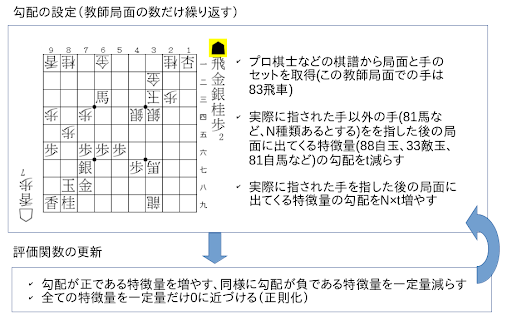 勾配の設定（教師局面の数だけ繰り返す）
9 8 7 6 5 4 3 2 1
香 桂 金 桂 呆
金
馬 玉 歩
歩 銀 銀
歩
歩 歩 歩 歩 歩
銀 歩 馬
玉 金
香 桂 龍
一
二
三
四
五
六
七
八
九
飛金銀桂歩2
香歩7
プロ棋士などの棋譜から局面と手の
セットを取得(この教師局面での手は
83飛車）
実際に指された手以外の手(81馬な
ど、N種類あるとする)をを指した後の局
面に出てくる特徴量(88自玉、33敵玉、
81自馬など)の勾配をt減らす
実際に指された手を指した後の局面に
出てくる特徴量の勾配をN×t増やす
評価関数の更新
勾配が正である特徴量を増やす、同様に勾配が負である特徴量を一定量減らす
全ての特徴量を一定量だけ0に近づける（正則化）